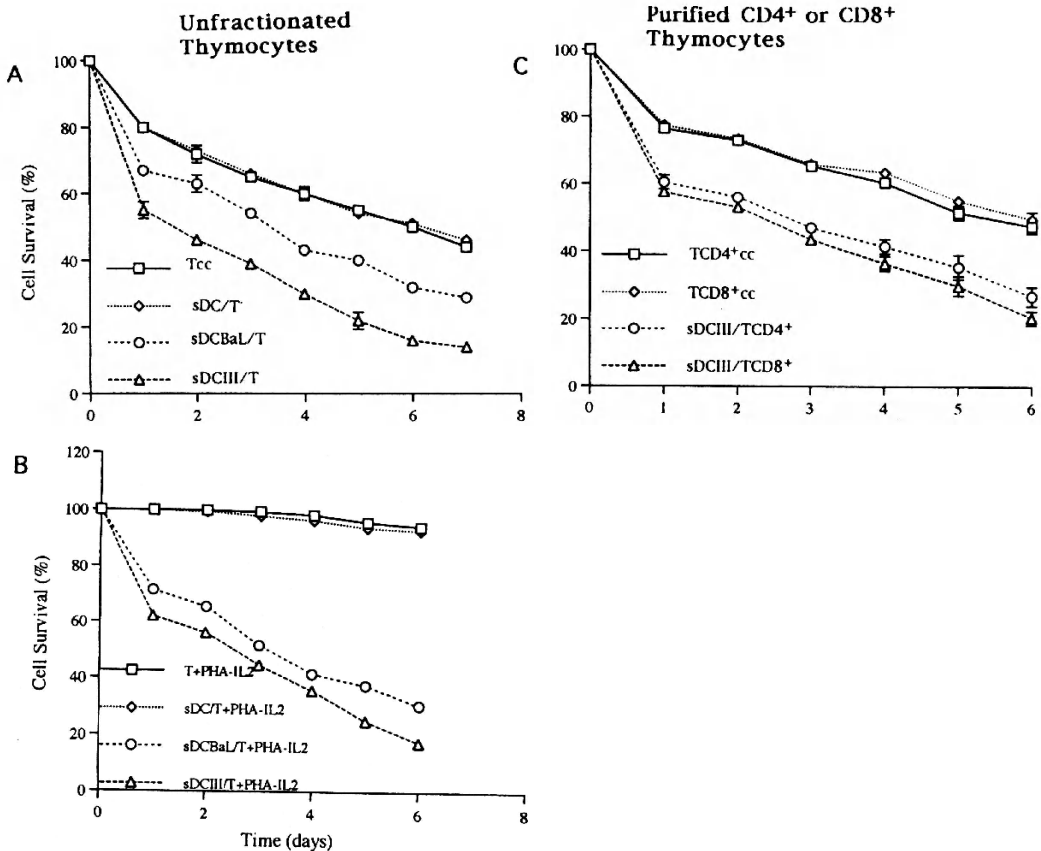 Unfractionated
Thymocytes
Purified CD4⁺ or CD8⁺
Thymocytes
A
100
80
60
40
20
0
Cell Survival (%)
Tcc
sDC/T
sDCBaL/T
sDCIII/T
0
2
4
6
8
C
100
80
60
40
20
0
TCD4⁺cc
TCD8⁺cc
sDCIII/TCD4⁺
sDCIII/TCD8⁺
0
1
2
3
4
5
6
B
120
100
80
60
40
20
0
Cell Survival (%)
T+PHA-IL2
sDC/T+PHA-IL2
sDCBaL/T+PHA-IL2
sDCIII/T+PHA-IL2
0
2
4
6
8
Time (days)